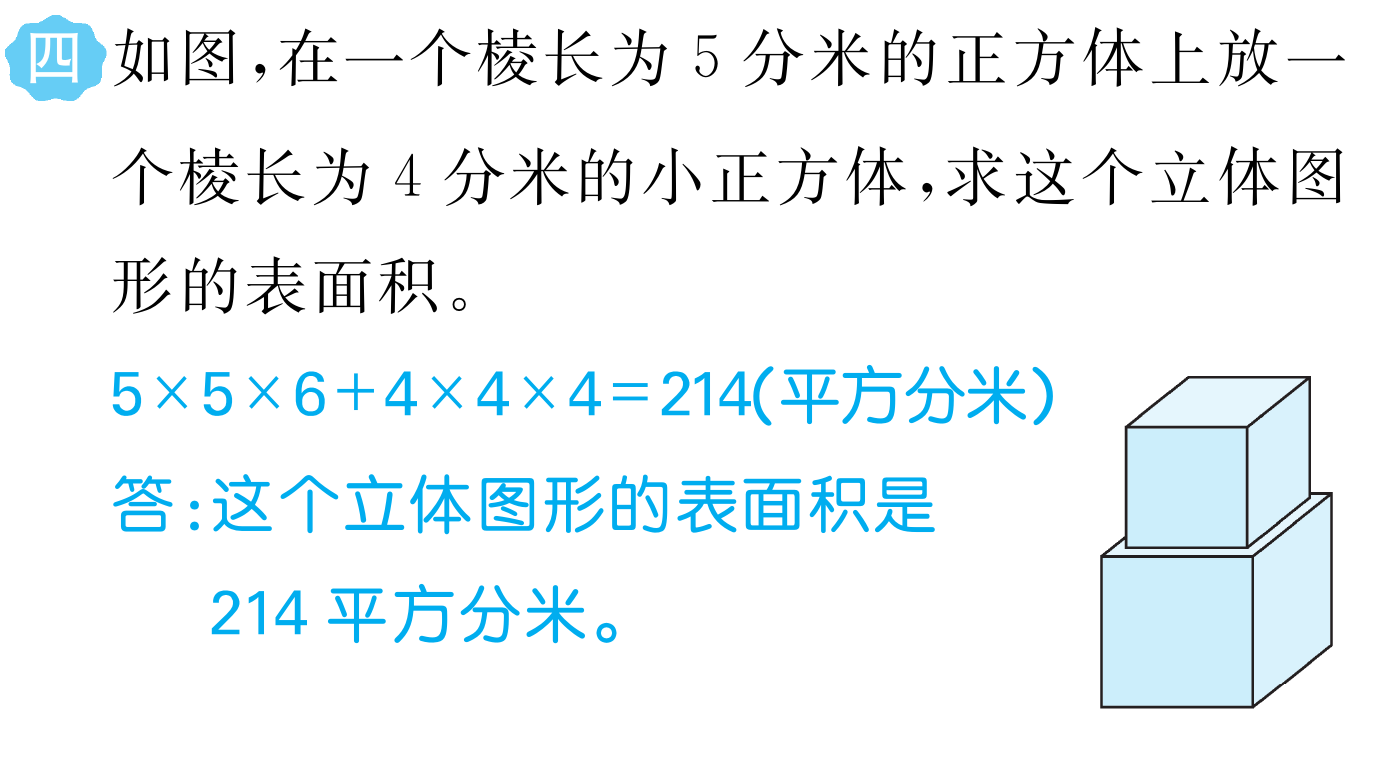 四 如图,在一个棱长为 5 分米的正方体上放一
个棱长为 4 分米的小正方体,求这个立体图
形的表面积。
5×5×6+4×4×4=214(平方分米)
答:这个立体图形的表面积是
214 平方分米。